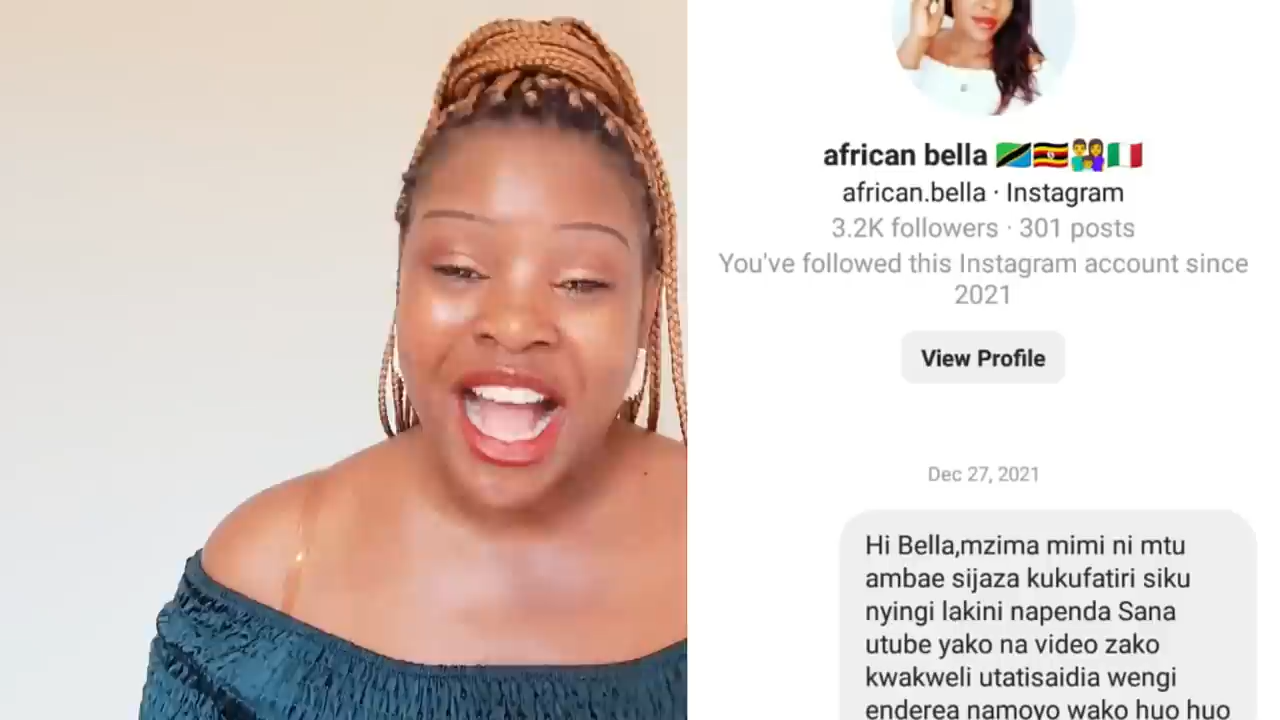 african bella 🇹🇿🇺🇬👫🇮🇹
african.bella · Instagram
3.2K followers · 301 posts
You've followed this Instagram account since
2021
View Profile
Dec 27, 2021
Hi Bella,mzima mimi ni mtu
ambae sijaza kukufatiri siku
nyingi lakini napenda Sana
utube yako na video zako
kwakweli utatisaidia wengi
enderea namoyo wako huo huo